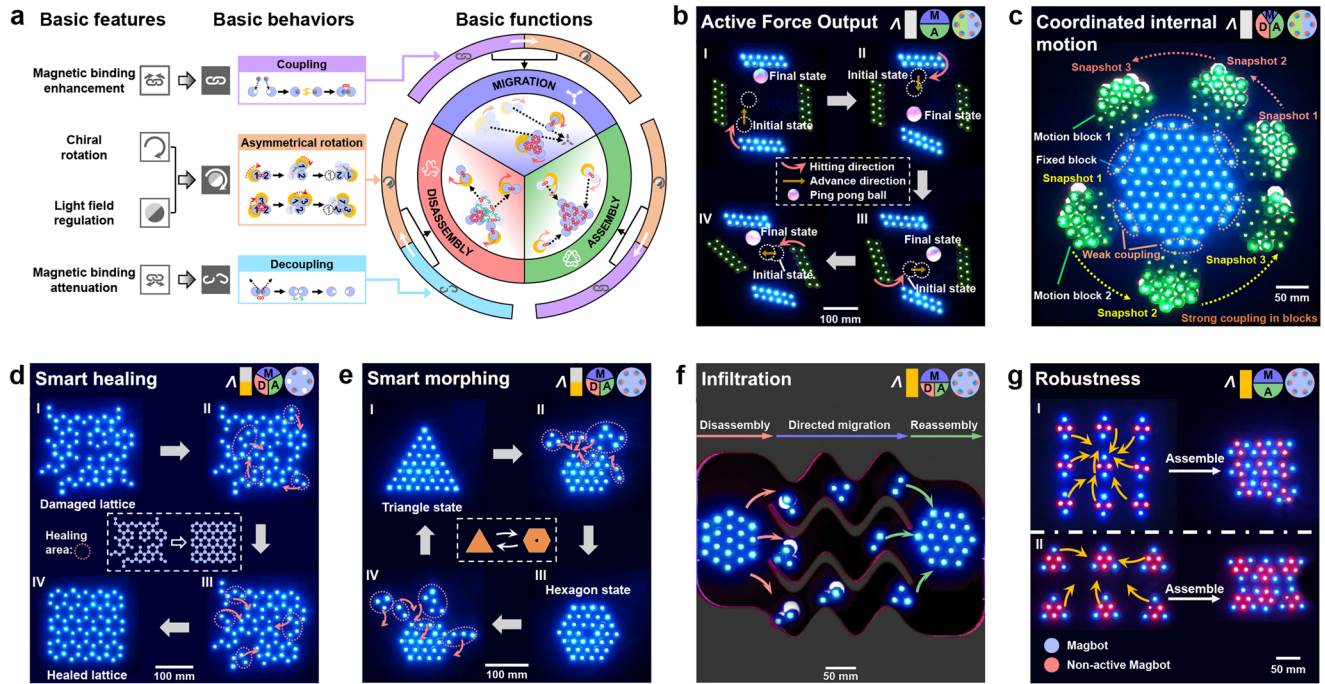 a
Basic features
Basic behaviors
Basic functions
Magnetic binding
enhancement
Coupling
Chiral
rotation
Asymmetrical rotation
Light field
regulation
Magnetic binding
attenuation
Decoupling
MIGRATION
DISASSEMBLY
ASSEMBLY
b
Active Force Output
Λ
M
A
I
II
Final state
Initial state
Initial state
Final state
Hitting direction
Advance direction
Ping pong ball
IV
III
Final state
Final state
Initial state
Initial state
100 mm
c
Coordinated internal
motion
Λ
M
D
A
Snapshot 3
Snapshot 2
Snapshot 1
Motion block 1
Fixed block
Snapshot 1
Weak coupling
Snapshot 3
Motion block 2
Snapshot 2
50 mm
Strong coupling in blocks
d
Smart healing
Λ
M
D
A
I
II
Damaged lattice
Healing
area:
IV
III
Healed lattice
100 mm
e
Smart morphing
Λ
M
D
A
I
II
Triangle state
IV
III
Hexagon state
100 mm
f
Infiltration
Λ
M
D
A
Disassembly
Directed migration
Reassembly
50 mm
g
Robustness
Λ
M
A
I
Assemble
II
Assemble
Magbot
Non-active Magbot
50 mm